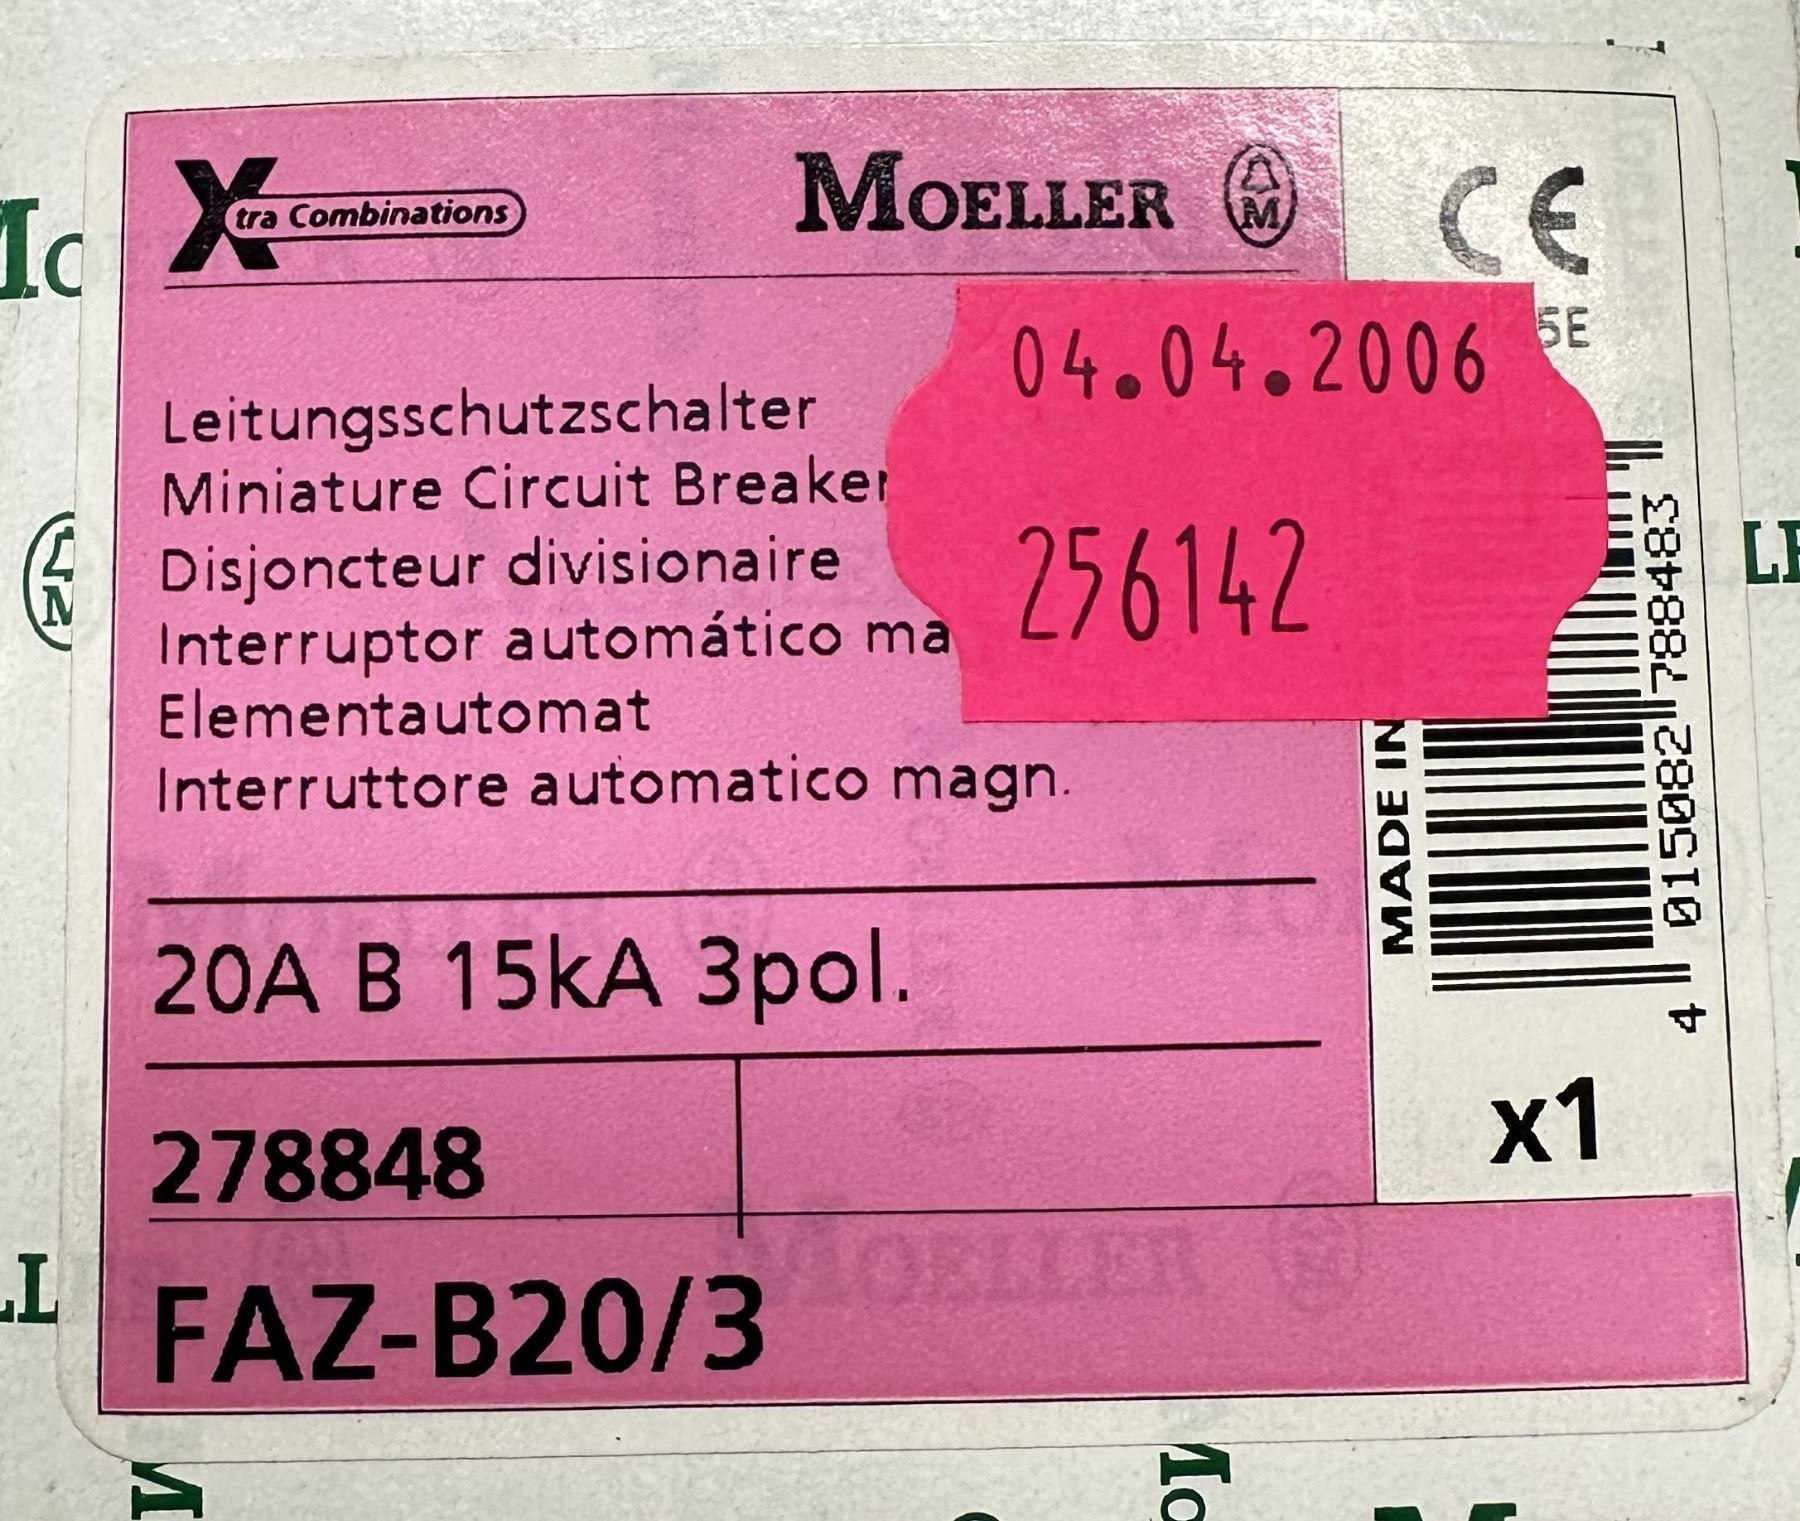 Xtra Combinations
MOELLER
M
CE
5E
04.04.2006
256142
Leitungsschutzschalter
Miniature Circuit Breaker
Disjoncteur divisionaire
Interruptor automático ma
Elementautomat
Interruttore automatico magn.
MADE IN
4 015082 788483
20A B 15kA 3pol.
x1
278848
FAZ-B20/3